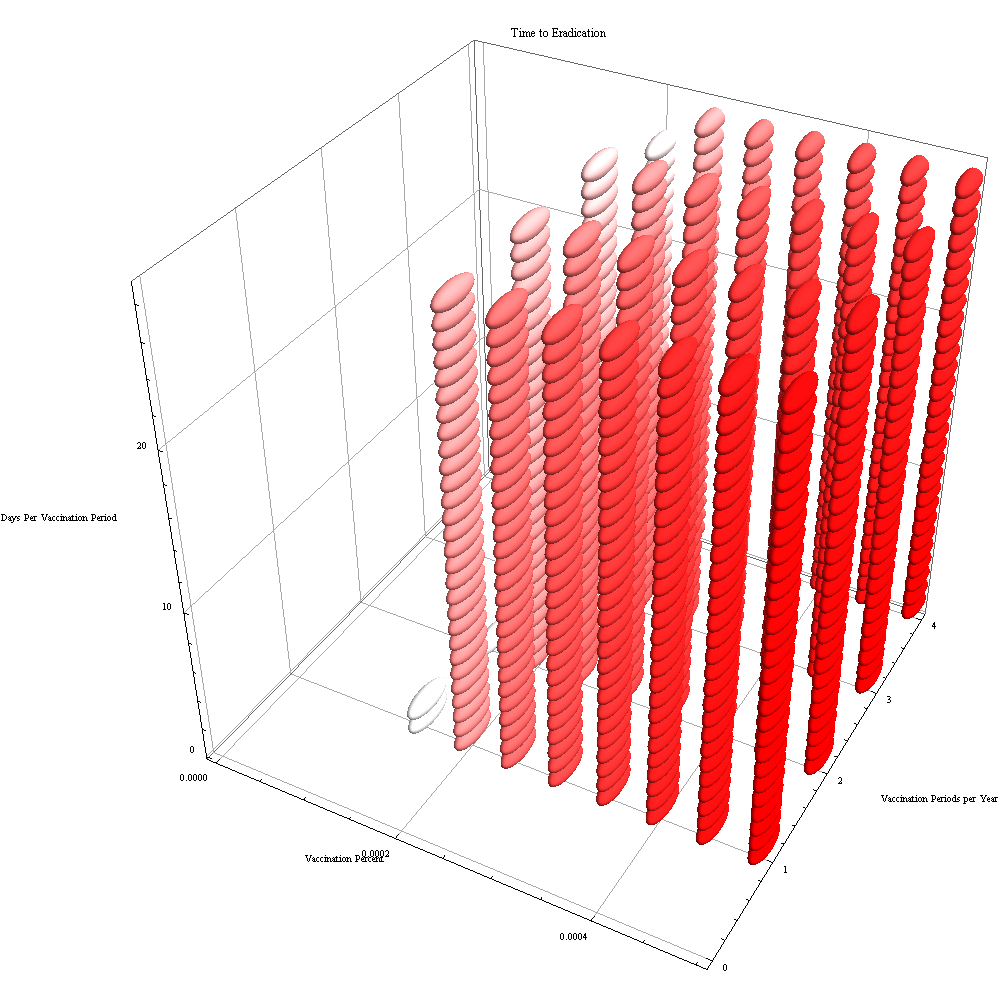 Time to Eradication
20
Days Per Vaccination Period
10
0
0.0000
0.0002
Vaccination Percent
0.0004
0
1
2
3
4
Vaccination Periods per Year